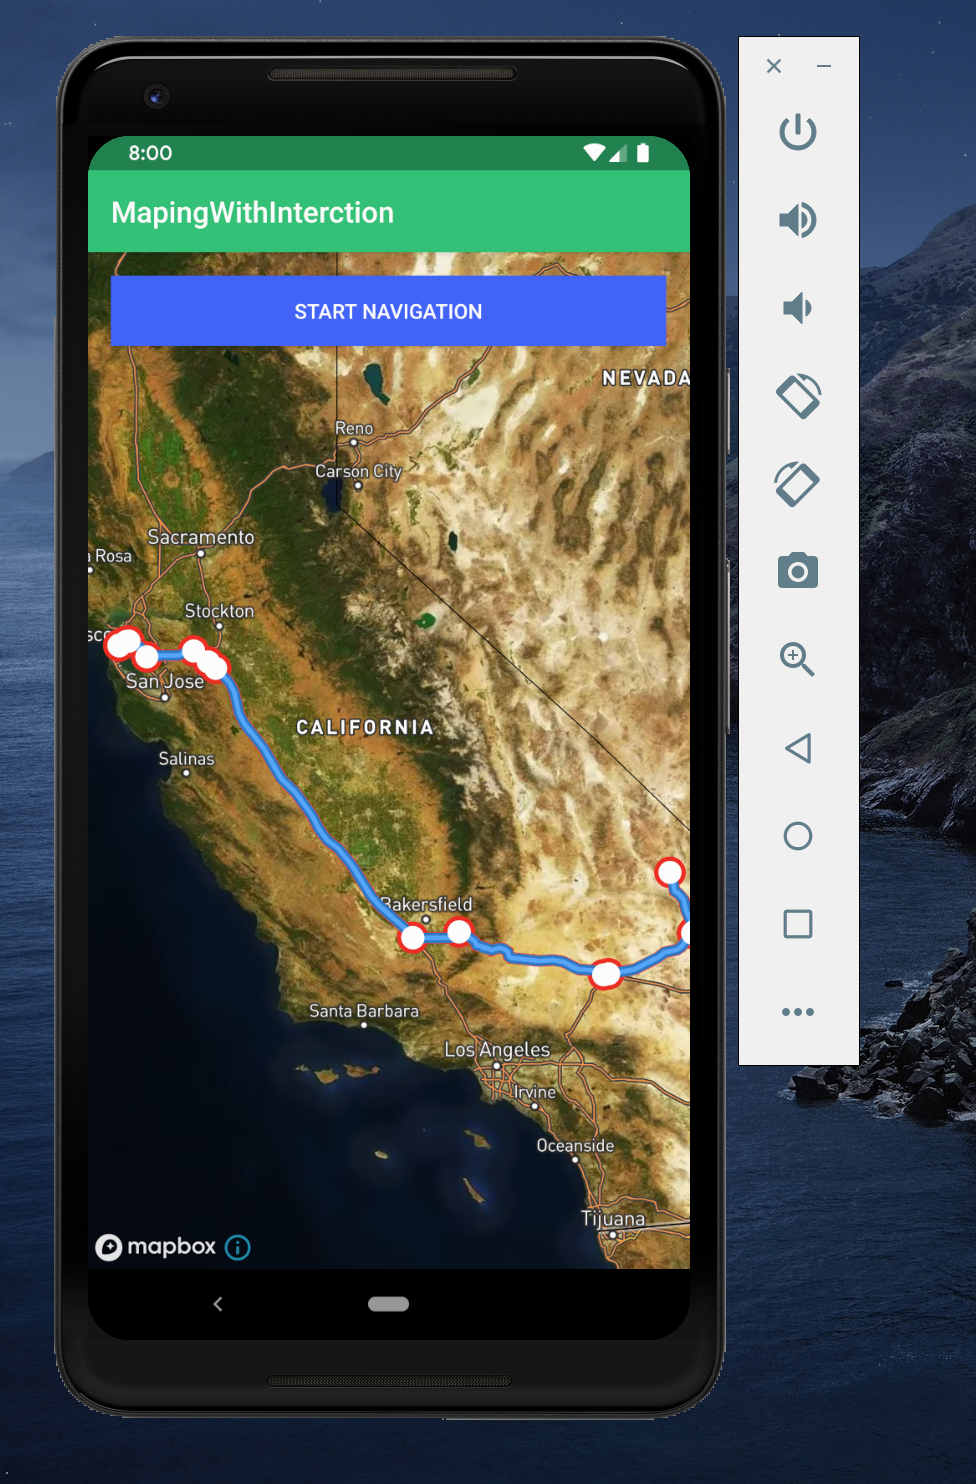 8:00
MapingWithInterction
START NAVIGATION
NEVADA
Reno
Carson City
Sacramento
a Rosa
Stockton
sco
San Jose
CALIFORNIA
Salinas
Bakersfield
Santa Barbara
Los Angeles
Irvine
Oceanside
Tijuana
mapbox